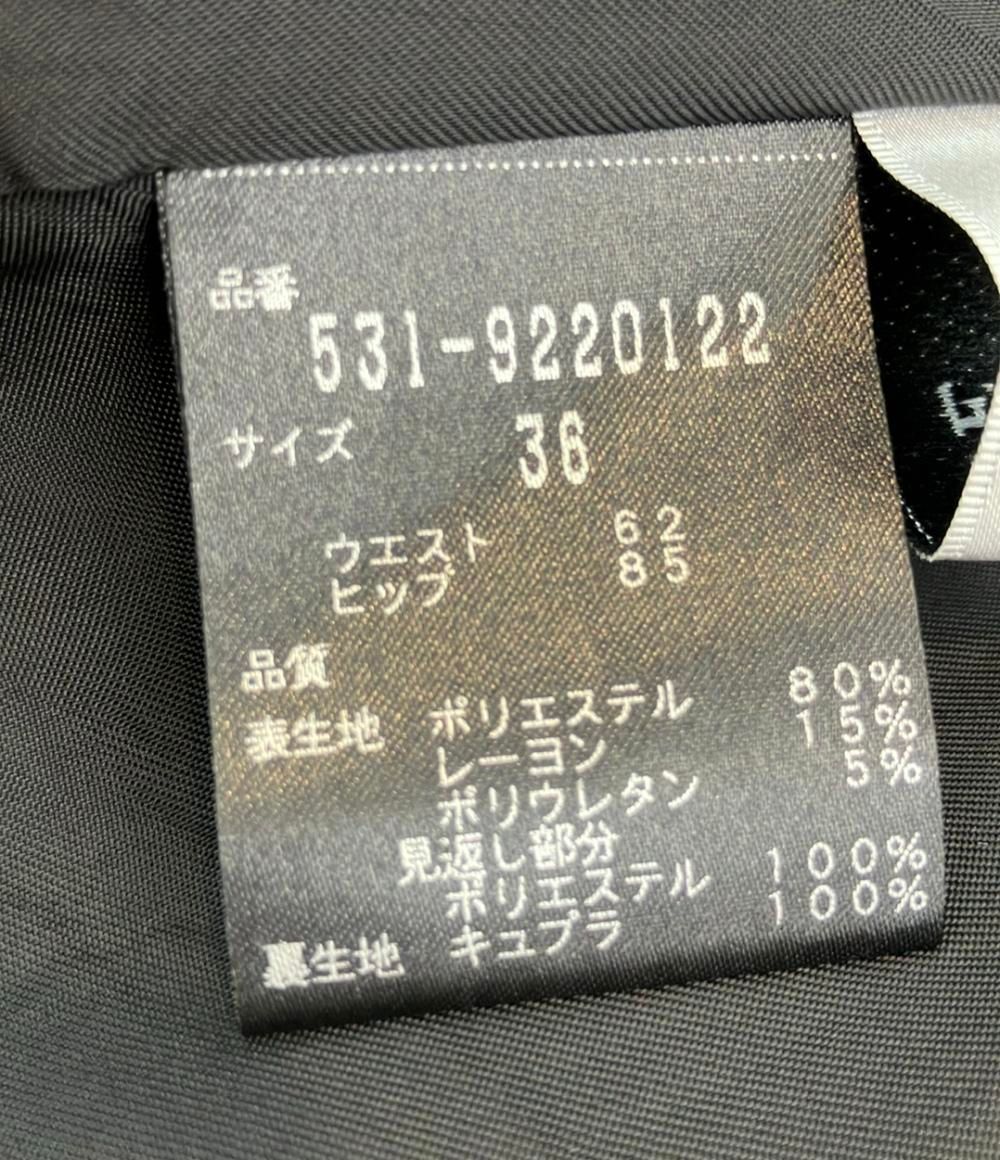 品番
531-9220122
サイズ 36
ウエスト 62
ヒップ 85
品質
表生地 ポリエステル 80%
レーヨン 15%
ポリウレタン 5%
見返し部分
ポリエステル 100%
裏生地 キュプラ 100%